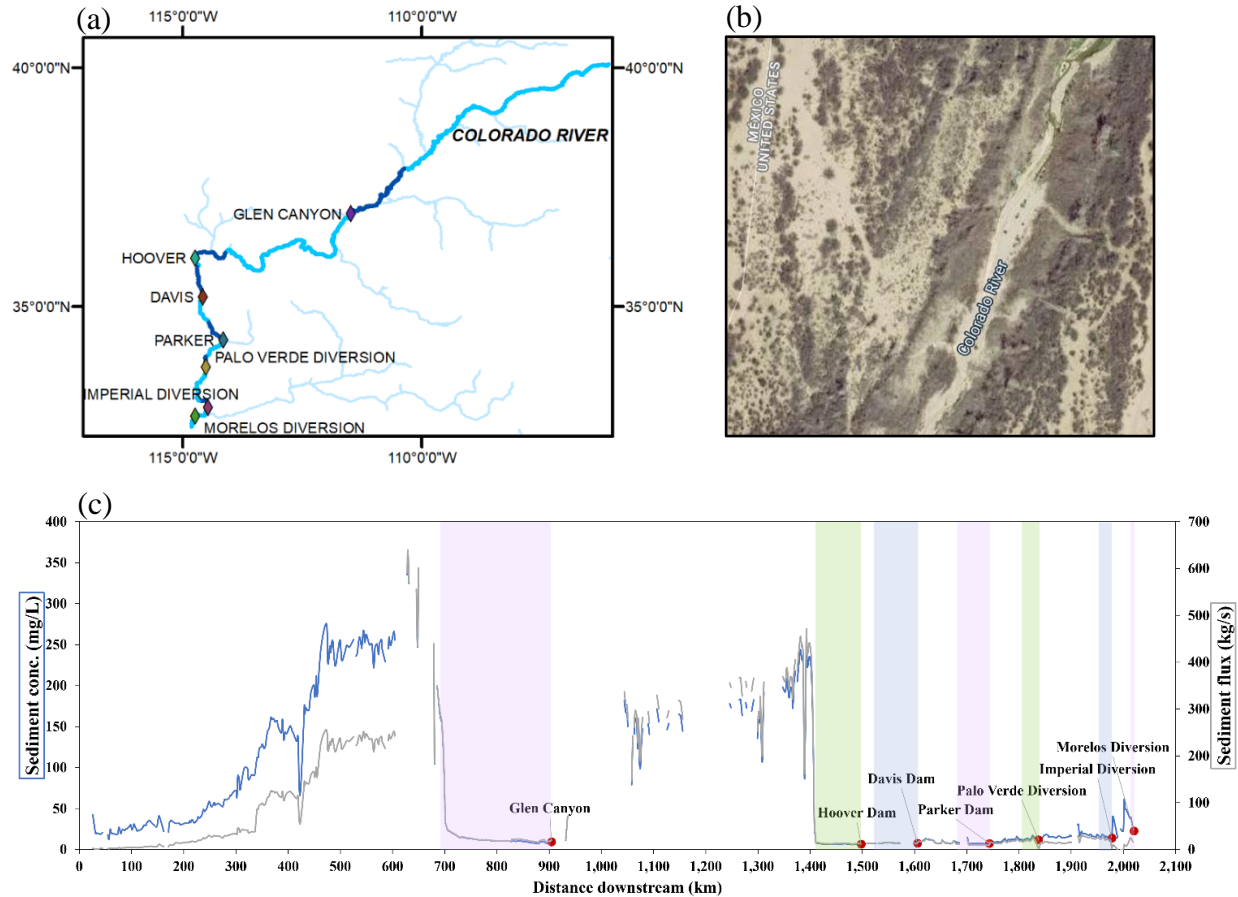 (a)
(b)
115°0'0"W
110°0'0"W
40°0'0"N
40°0'0"N
COLORADO RIVER
GLEN CANYON
HOOVER
DAVIS
35°0'0"N
35°0'0"N
PARKER
PALO VERDE DIVERSION
IMPERIAL DIVERSION
MORELOS DIVERSION
115°0'0"W
110°0'0"W
MÉXICO
UNITED STATES
Colorado River
(c)
Sediment conc. (mg/L)
400
350
300
250
200
150
100
50
0
700
600
500
400
300
200
100
0
Sediment flux (kg/s)
Glen Canyon
Hoover Dam
Davis Dam
Parker Dam
Palo Verde Diversion
Imperial Diversion
Morelos Diversion
0 100 200 300 400 500 600 700 800 900 1,000 1,100 1,200 1,300 1,400 1,500 1,600 1,700 1,800 1,900 2,000 2,100
Distance downstream (km)